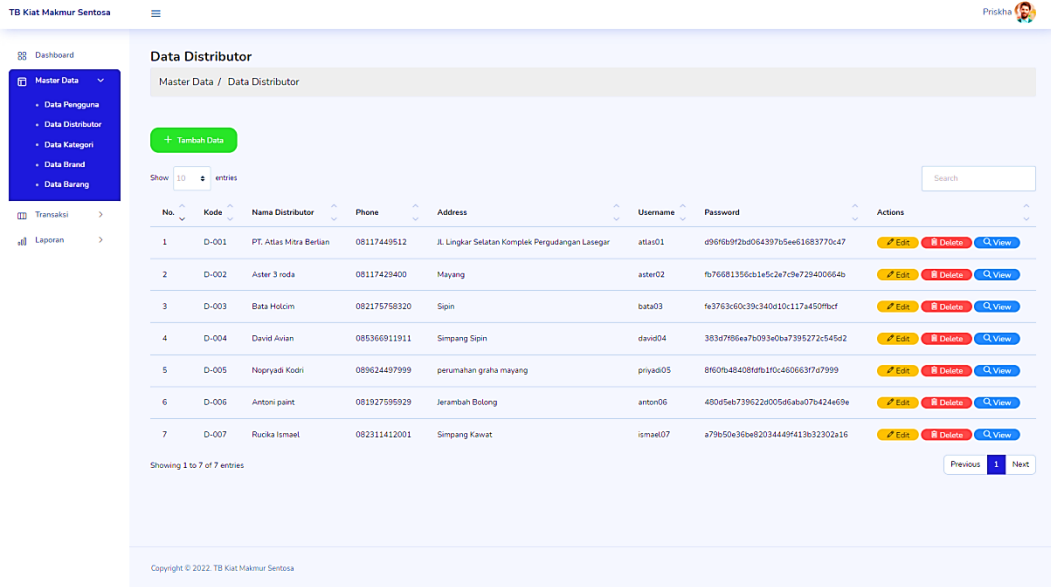 TB Kiat Makmur Sentosa
Priskha
Dashboard
Master Data
Data Pengguna
Data Distributor
Data Kategori
Data Brand
Data Barang
Transaksi
Laporan
Data Distributor
Master Data / Data Distributor
+ Tambah Data
Show 10 entries
Search
No. Kode Nama Distributor Phone Address Username Password Actions
1 D-001 PT. Atlas Mitra Berlian 08117449512 Jl. Lingkar Selatan Komplek Pergudangan Lasegar atlas01 d96f6b9f2bd064397b5ee61683770c47 Edit Delete View
2 D-002 Aster 3 roda 08117429400 Mayang aster02 fb76681356cb1e5c2e7c9e729400664b Edit Delete View
3 D-003 Bata Holcim 082175758320 Sipin bata03 fe3763c60c39c340d10c117a450ffbcf Edit Delete View
4 D-004 David Avian 085366911911 Simpang Sipin david04 383d7f86ea7b093e0ba7395272c545d2 Edit Delete View
5 D-005 Nopryadi Kodri 089624497999 perumahan graha mayang priyadi05 8f60fb48408fdfb1f0c460663f7d7999 Edit Delete View
6 D-006 Antoni paint 081927595929 Jerambah Bolong anton06 480d5eb739622d005d6aba07b424e69e Edit Delete View
7 D-007 Rucika Ismael 082311412001 Simpang Kawat ismael07 a79b50e36be82034449f413b32302a16 Edit Delete View
Showing 1 to 7 of 7 entries
Previous 1 Next
Copyright © 2022. TB Kiat Makmur Sentosa